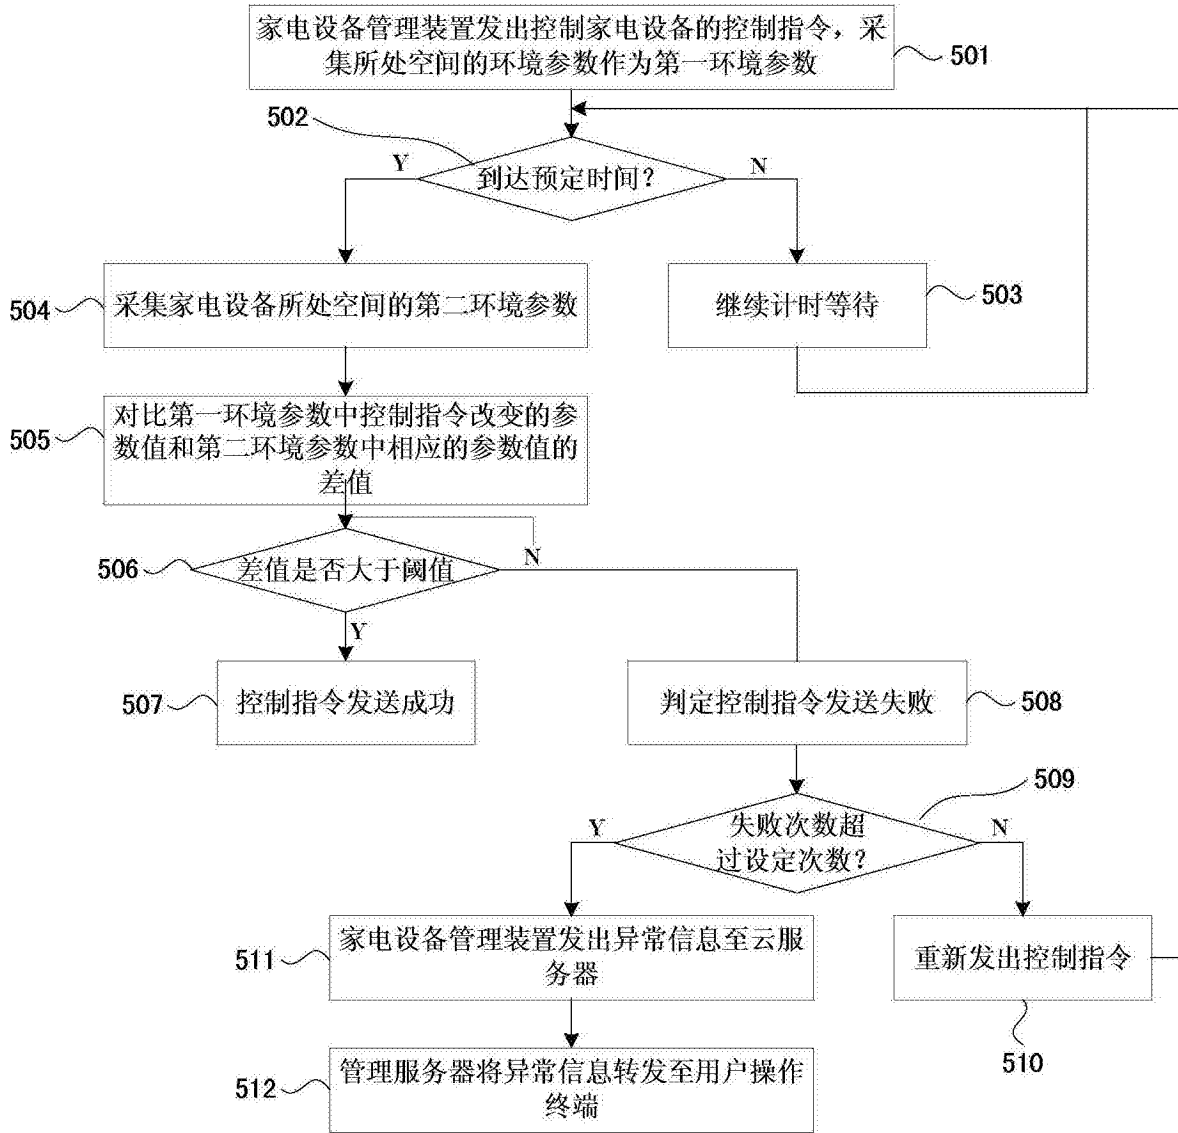 家电设备管理装置发出控制家电设备的控制指令，采
集所处空间的环境参数作为第一环境参数
501
502
Y
到达预定时间？
N
504
采集家电设备所处空间的第二环境参数
继续计时等待
503
505
对比第一环境参数中控制指令改变的参
数值和第二环境参数中相应的参数值的
差值
506
差值是否大于阈值
N
Y
507
控制指令发送成功
判定控制指令发送失败
508
509
Y
失败次数超
过设定次数？
N
511
家电设备管理装置发出异常信息至云服
务器
重新发出控制指令
510
512
管理服务器将异常信息转发至用户操作
终端